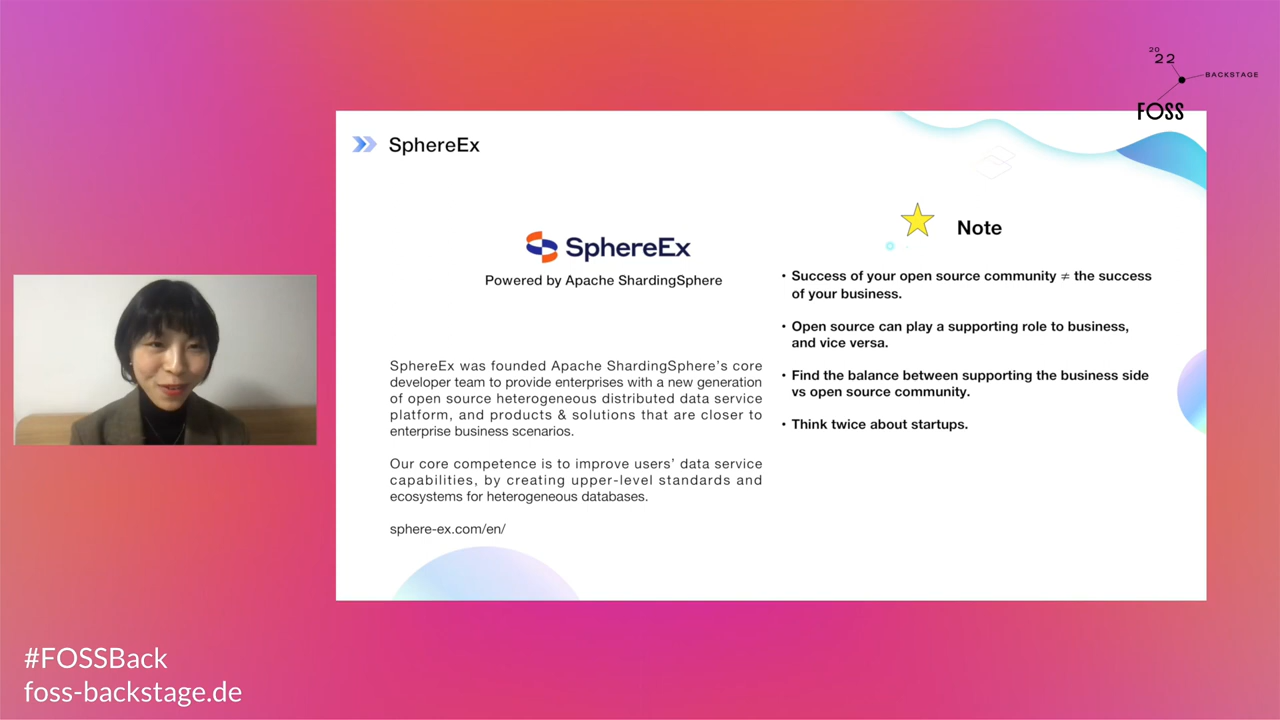 20
22
BACKSTAGE
FOSS
SphereEx
SphereEx
Powered by Apache ShardingSphere
SphereEx was founded Apache ShardingSphere's core
developer team to provide enterprises with a new generation
of open source heterogeneous distributed data service
platform, and products & solutions that are closer to
enterprise business scenarios.
Our core competence is to improve users' data service
capabilities, by creating upper-level standards and
ecosystems for heterogeneous databases.
sphere-ex.com/en/
Note
• Success of your open source community ≠ the success
of your business.
• Open source can play a supporting role to business,
and vice versa.
• Find the balance between supporting the business side
vs open source community.
• Think twice about startups.
#FOSSBack
foss-backstage.de